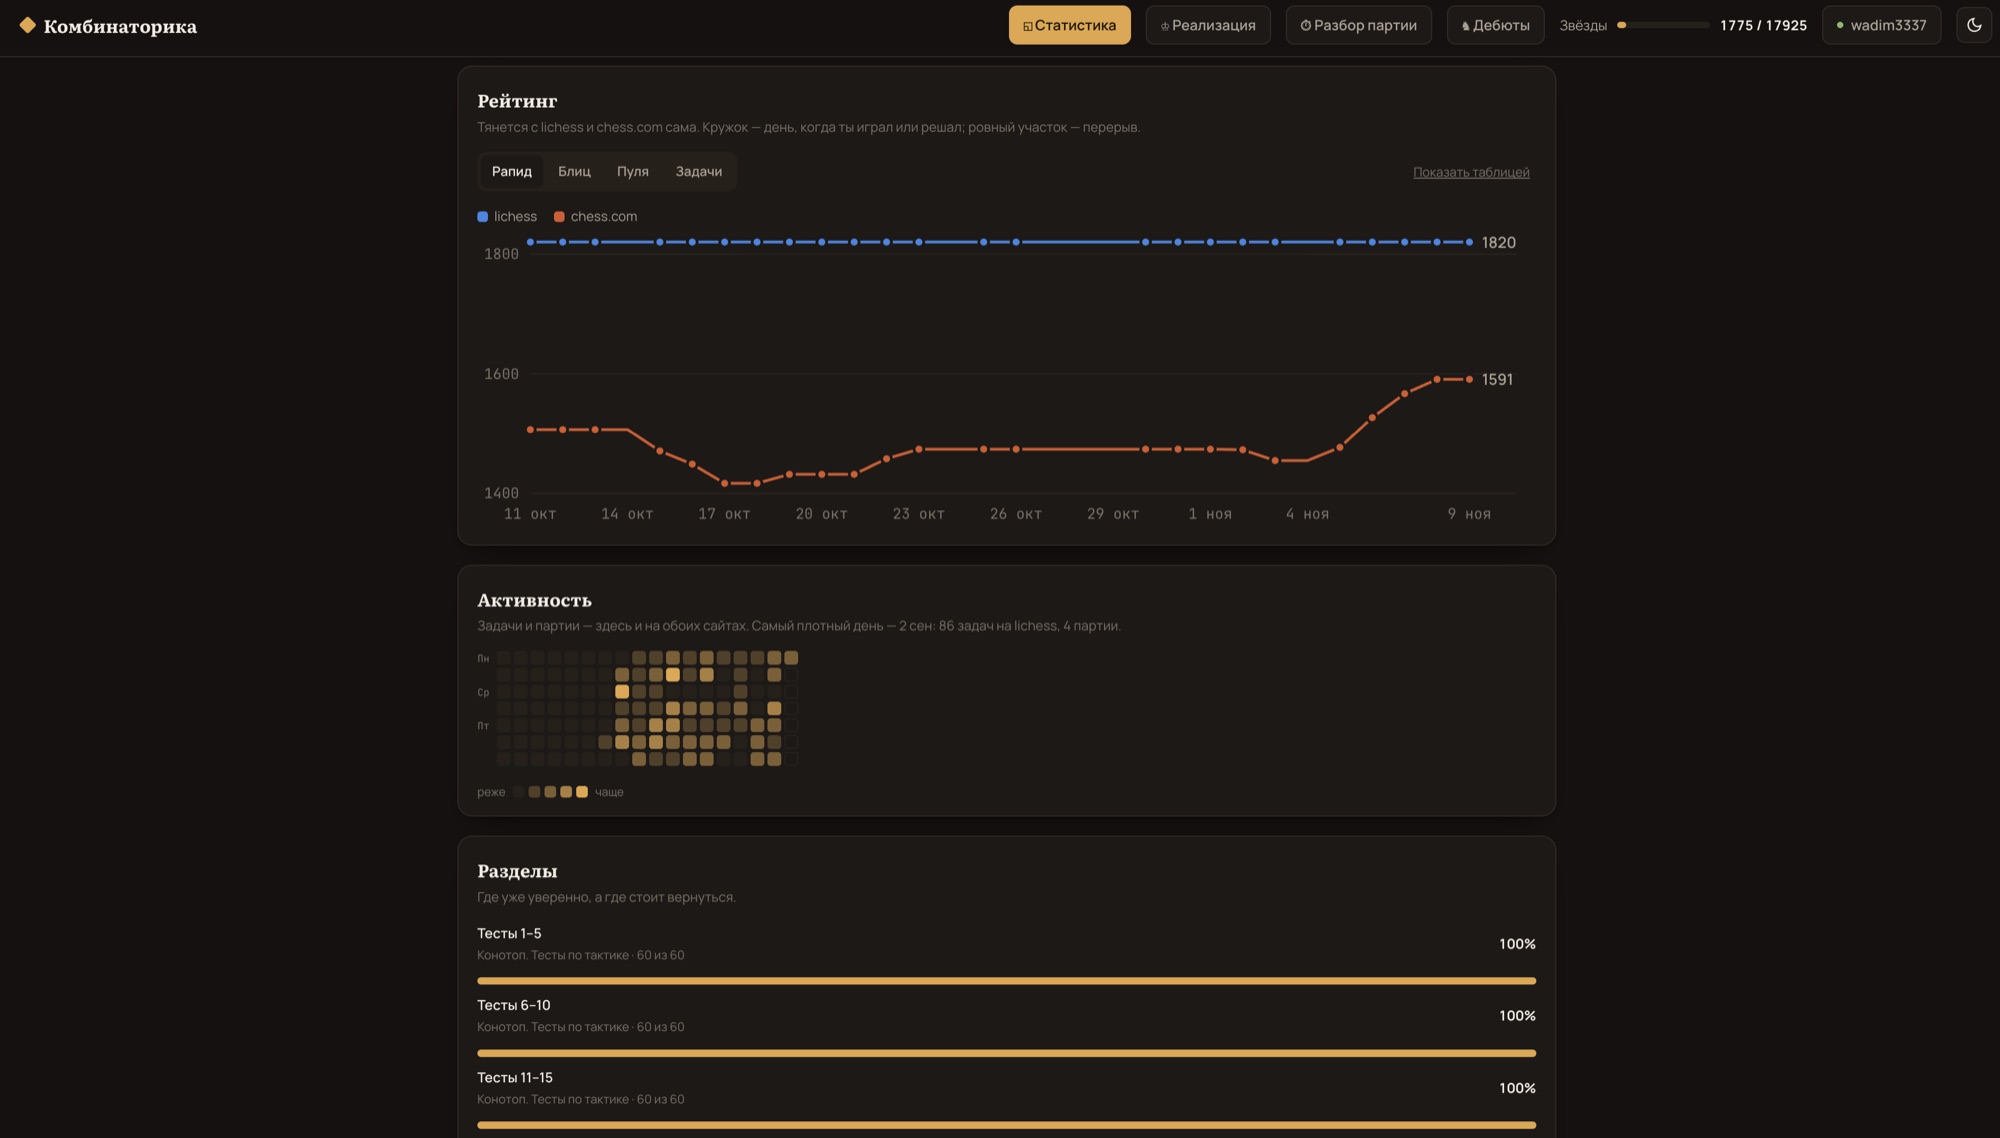 Комбинаторика
Статистика
Реализация
Разбор партии
Дебюты
Звёзды
1775 / 17925
wadim3337
Рейтинг
Тянется с lichess и chess.com сама. Кружок — день, когда ты играл или решал; ровный участок — перерыв.
Рапид Блиц Пуля Задачи
Показать таблицей
lichess chess.com
1820
1800
1600
1591
1400
11 окт 14 окт 17 окт 20 окт 23 окт 26 окт 29 окт 1 ноя 4 ноя 9 ноя
Активность
Задачи и партии — здесь и на обоих сайтах. Самый плотный день — 2 сен: 86 задач на lichess, 4 партии.
Пн
Ср
Пт
реже чаще
Разделы
Где уже уверенно, а где стоит вернуться.
Тесты 1–5
100%
Конотоп. Тесты по тактике · 60 из 60
Тесты 6–10
100%
Конотоп. Тесты по тактике · 60 из 60
Тесты 11–15
100%
Конотоп. Тесты по тактике · 60 из 60